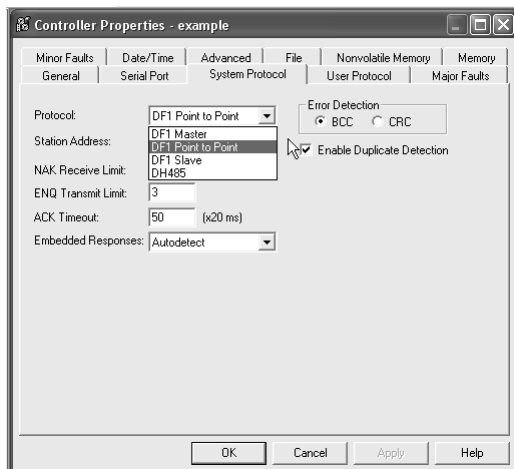 Controller Properties - example
Minor Faults Date/Time Advanced File Nonvolatile Memory Memory
General Serial Port System Protocol User Protocol Major Faults
Protocol: DF1 Point to Point
DF1 Master
DF1 Point to Point
DF1 Slave
DH485
Error Detection
BCC CRC
Station Address:
Enable Duplicate Detection
NAK Receive Limit:
ENQ Transmit Limit: 3
ACK Timeout: 50 (x20 ms)
Embedded Responses: Autodetect
OK Cancel Apply Help